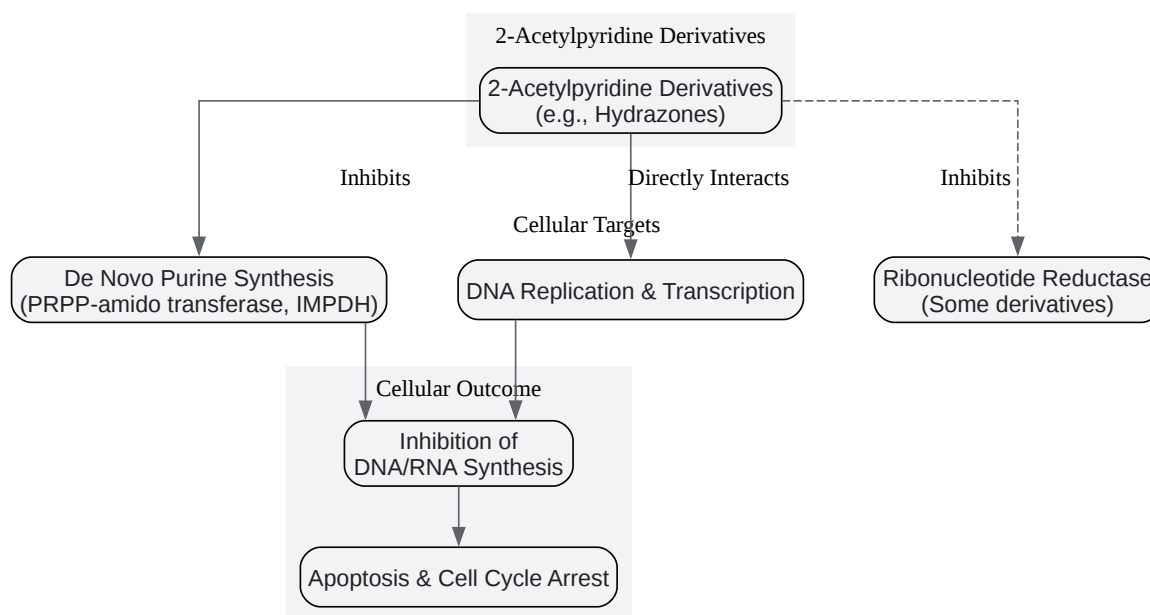 2-Acetylpyridine Derivatives
2-Acetylpyridine Derivatives
(e.g., Hydrazones)
Inhibits
Directly Interacts
Inhibits
Cellular Targets
De Novo Purine Synthesis
(PRPP-amido transferase, IMPDH)
DNA Replication & Transcription
Ribonucleotide Reductase
(Some derivatives)
Cellular Outcome
Inhibition of
DNA/RNA Synthesis
Apoptosis & Cell Cycle Arrest